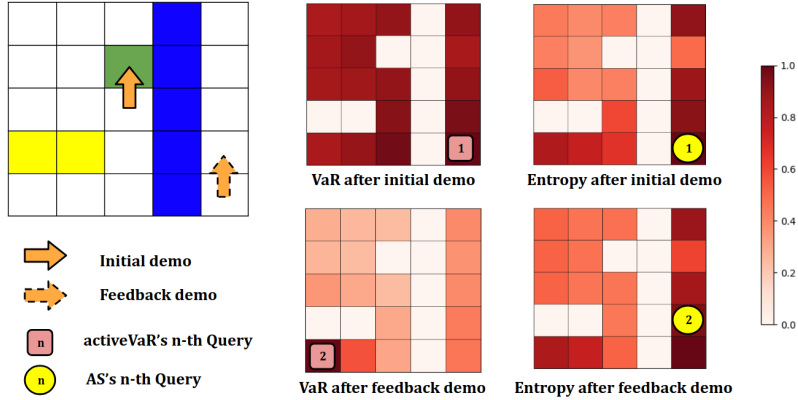 1.0
0.8
0.6
0.4
0.2
0.0
1
1
VaR after initial demo
Entropy after initial demo
2
2
VaR after feedback demo
Entropy after feedback demo
Initial demo
Feedback demo
n
activeVaR's n-th Query
n
AS's n-th Query